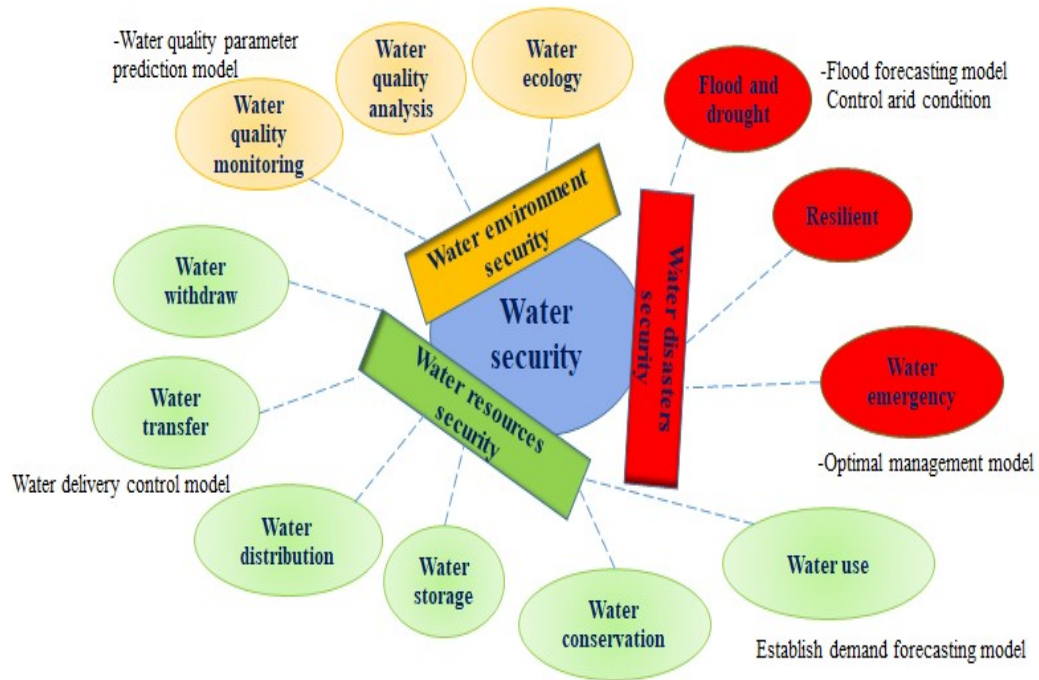 -Water quality parameter
prediction model
Water
quality
monitoring
Water
quality
analysis
Water
ecology
Flood and
drought
-Flood forecasting model
Control arid condition
Resilient
Water
emergency
-Optimal management model
Water environment
security
Water disasters
security
Water
security
Water resources
security
Water
withdraw
Water
transfer
Water delivery control model
Water
distribution
Water
storage
Water
conservation
Water use
Establish demand forecasting model